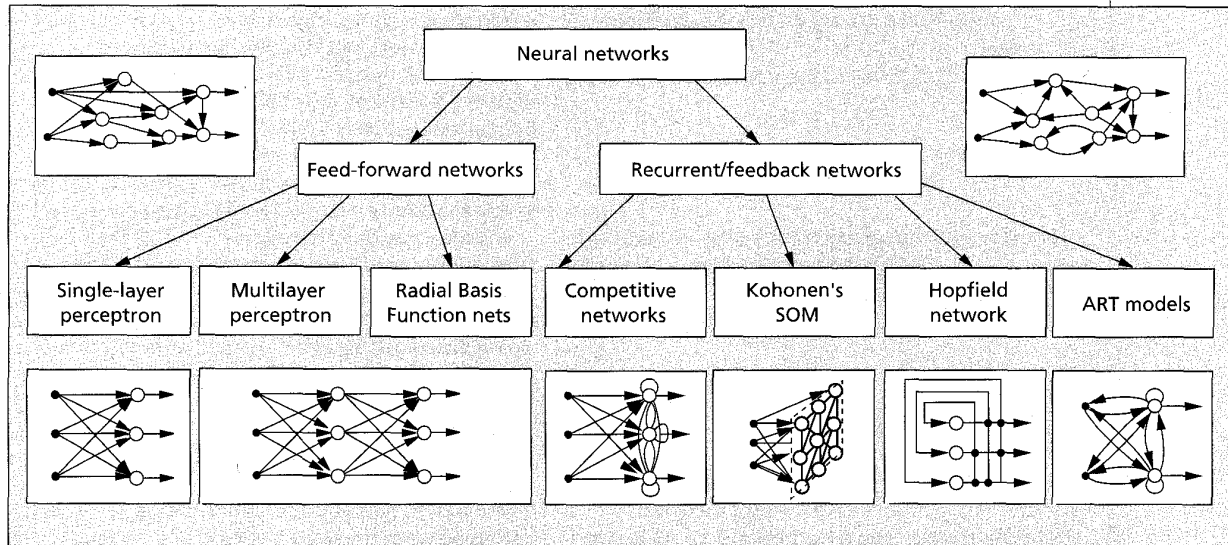 Neural networks
Feed-forward networks
Recurrent/feedback networks
Single-layer
perceptron
Multilayer
perceptron
Radial Basis
Function nets
Competitive
networks
Kohonen's
SOM
Hopfield
network
ART models